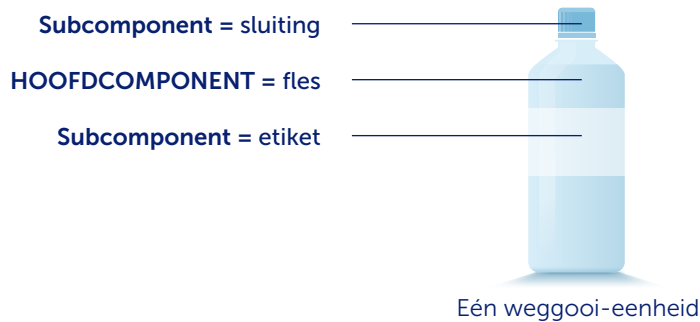 Subcomponent = sluiting
HOOFDCOMPONENT = fles
Subcomponent = etiket
Eén weggooi-eenheid